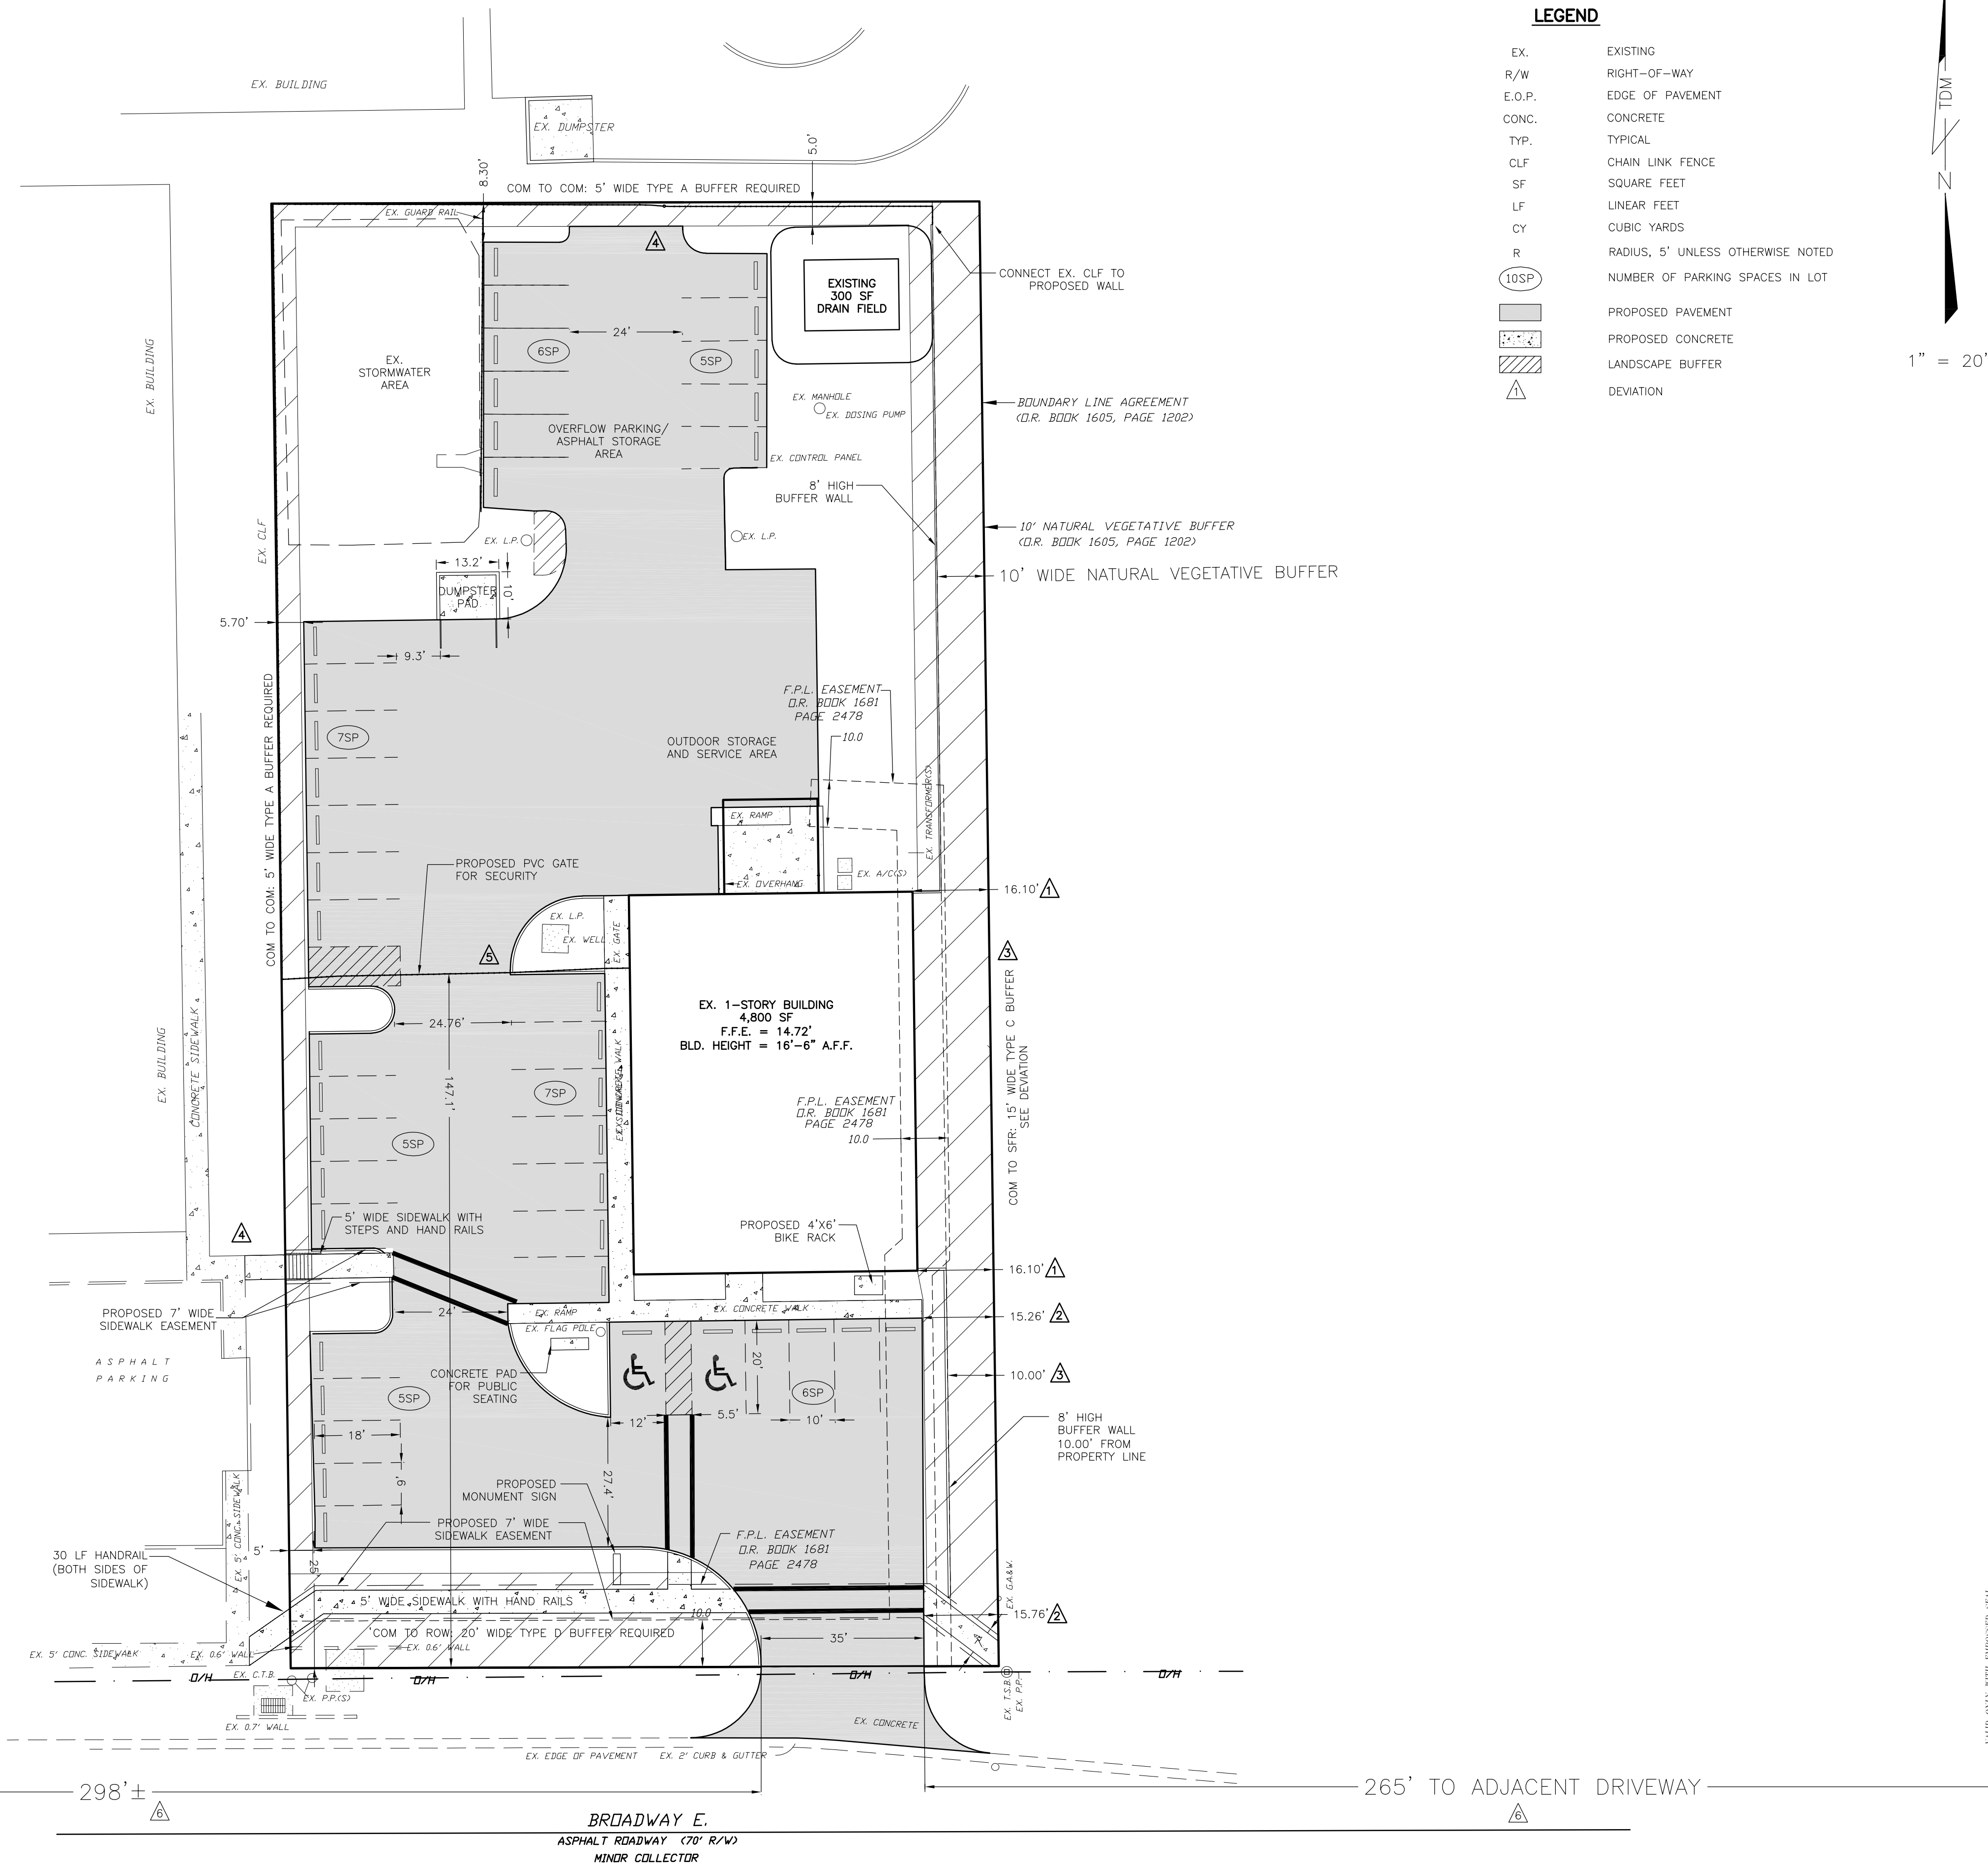 LEGEND
EX. EXISTING
R/W RIGHT-OF-WAY
E.O.P. EDGE OF PAVEMENT
CONC. CONCRETE
TYP. TYPICAL
CLF CHAIN LINK FENCE
SF SQUARE FEET
LF LINEAR FEET
CY CUBIC YARDS
R RADIUS, 5' UNLESS OTHERWISE NOTED
10SP NUMBER OF PARKING SPACES IN LOT
PROPOSED PAVEMENT
PROPOSED CONCRETE
LANDSCAPE BUFFER
1 DEVIATION
TDM
N
1" = 20'
EX. BUILDING
EX. DUMPSTER
8.30'
5.0'
COM TO COM: 5' WIDE TYPE A BUFFER REQUIRED
EX. GUARD RAIL
4
CONNECT EX. CLF TO
PROPOSED WALL
EXISTING
300 SF
DRAIN FIELD
24'
6SP
5SP
EX.
STORMWATER
AREA
EX. BUILDING
EX. MANHOLE
EX. DOSING PUMP
BOUNDARY LINE AGREEMENT
(O.R. BOOK 1605, PAGE 1202)
OVERFLOW PARKING/
ASPHALT STORAGE
AREA
EX. CONTROL PANEL
8' HIGH
BUFFER WALL
10' NATURAL VEGETATIVE BUFFER
(O.R. BOOK 1605, PAGE 1202)
EX. CLF
EX. L.P.
EX. L.P.
13.2'
10'
DUMPSTER
PAD
10' WIDE NATURAL VEGETATIVE BUFFER
5.70'
9.3'
COM TO COM: 5' WIDE TYPE A BUFFER REQUIRED
7SP
F.P.L. EASEMENT
O.R. BOOK 1681
PAGE 2478
10.0
OUTDOOR STORAGE
AND SERVICE AREA
EX. TRANSFORMER(S)
EX. RAMP
EX. OVERHANG
EX. A/C(S)
PROPOSED PVC GATE
FOR SECURITY
16.10' 1
EX. L.P.
EX. WELL
EX. GATE
5
3
COM TO SFR: 15' WIDE TYPE C BUFFER
SEE DEVIATION
EX. 1-STORY BUILDING
4,800 SF
F.F.E. = 14.72'
BLD. HEIGHT = 16'-6" A.F.F.
24.76'
147.1'
EX. BUILDING
CONCRETE SIDEWALK
7SP
5SP
F.P.L. EASEMENT
O.R. BOOK 1681
PAGE 2478
10.0
4
5' WIDE SIDEWALK WITH
STEPS AND HAND RAILS
PROPOSED 4'X6'
BIKE RACK
16.10' 1
PROPOSED 7' WIDE
SIDEWALK EASEMENT
24'
EX. RAMP
EX. CONCRETE WALK
15.26' 2
EX. FLAG POLE
ASPHALT
PARKING
CONCRETE PAD
FOR PUBLIC
SEATING
20'
10.00' 3
5SP
6SP
12'
5.5'
10'
18'
9'
27.4'
8' HIGH
BUFFER WALL
10.00' FROM
PROPERTY LINE
PROPOSED
MONUMENT SIGN
EX. 5' CONC. SIDEWALK
PROPOSED 7' WIDE
SIDEWALK EASEMENT
F.P.L. EASEMENT
O.R. BOOK 1681
PAGE 2478
30 LF HANDRAIL
(BOTH SIDES OF
SIDEWALK)
5'
25'
EX. G.A.&W.
5' WIDE SIDEWALK WITH HAND RAILS
10.0
15.76' 2
COM TO ROW: 20' WIDE TYPE D BUFFER REQUIRED
35'
7'
EX. 5' CONC. SIDEWALK
EX. 0.6' WALL
EX. 0.6' WALL
EX. C.T.B.
O/H
O/H
O/H
O/H
EX. P.P.(S)
EX. T.S.B.
EX. P.P.
EX. 0.7' WALL
EX. CONCRETE
EX. EDGE OF PAVEMENT
EX. 2' CURB & GUTTER
298'±
6
265' TO ADJACENT DRIVEWAY
6
BROADWAY E.
ASPHALT ROADWAY (70' R/W)
MINOR COLLECTOR